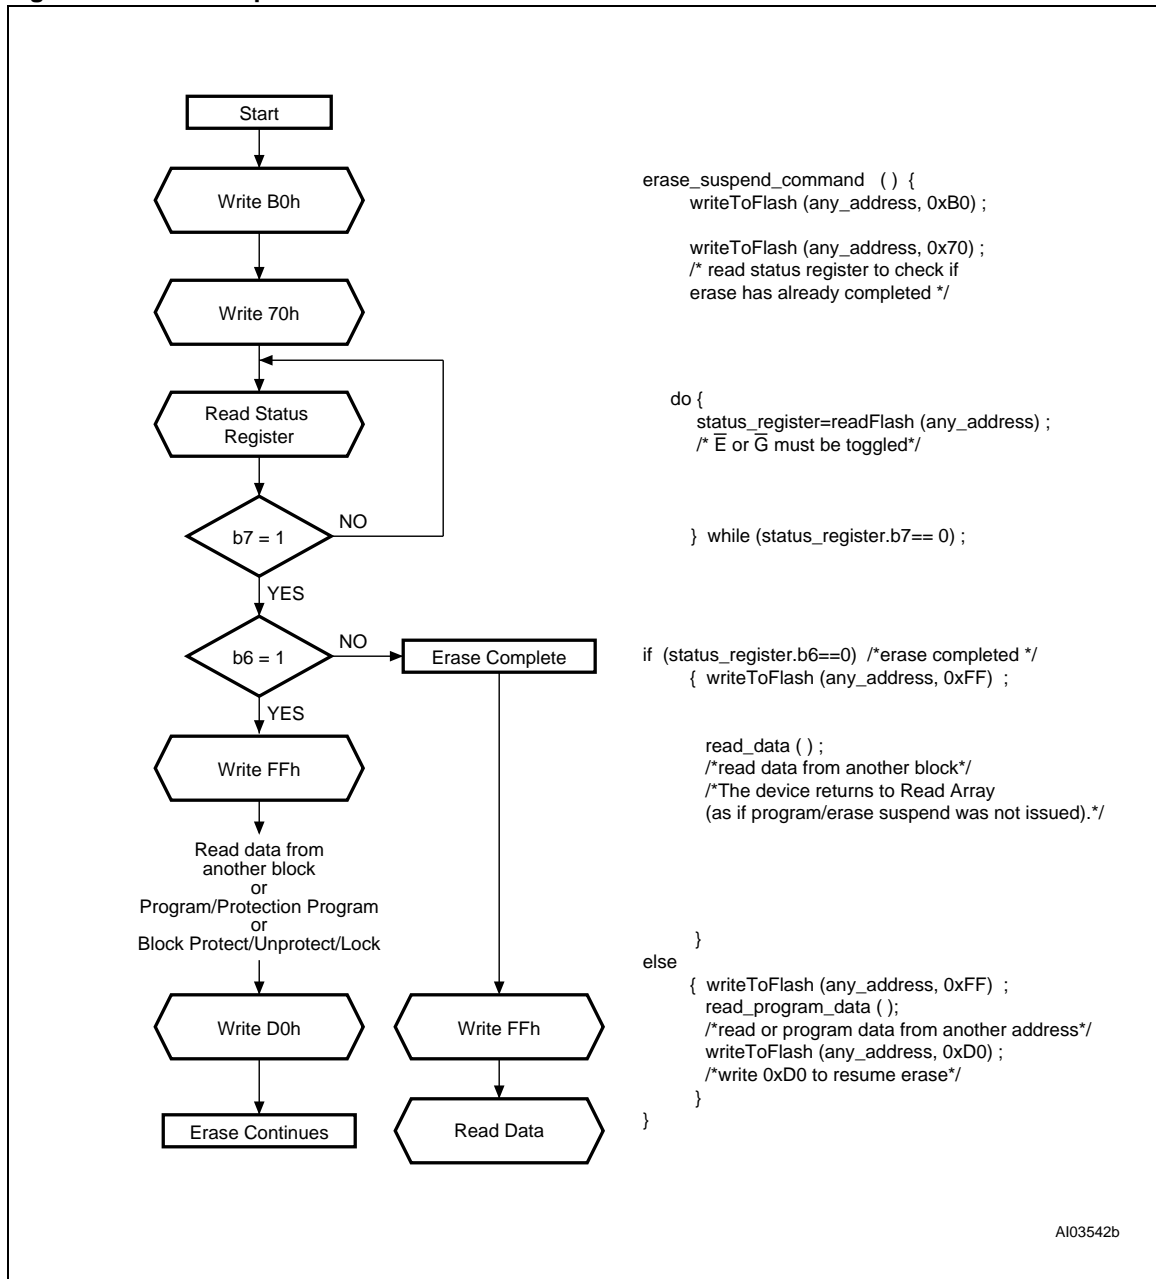 Start
Write B0h
Write 70h
Read Status
Register
b7 = 1
NO
YES
b6 = 1
NO
Erase Complete
YES
Write FFh
Read data from
another block
or
Program/Protection Program
or
Block Protect/Unprotect/Lock
Write D0h
Write FFh
Erase Continues
Read Data
erase_suspend_command ( ) {
writeToFlash (any_address, 0xB0) ;
writeToFlash (any_address, 0x70) ;
/* read status register to check if
erase has already completed */
do {
status_register=readFlash (any_address) ;
/* E̅ or G̅ must be toggled*/
} while (status_register.b7== 0) ;
if (status_register.b6==0) /*erase completed */
{ writeToFlash (any_address, 0xFF) ;
read_data ( ) ;
/*read data from another block*/
/*The device returns to Read Array
(as if program/erase suspend was not issued).*/
}
else
{ writeToFlash (any_address, 0xFF) ;
read_program_data ( );
/*read or program data from another address*/
writeToFlash (any_address, 0xD0) ;
/*write 0xD0 to resume erase*/
}
}
AI03542b